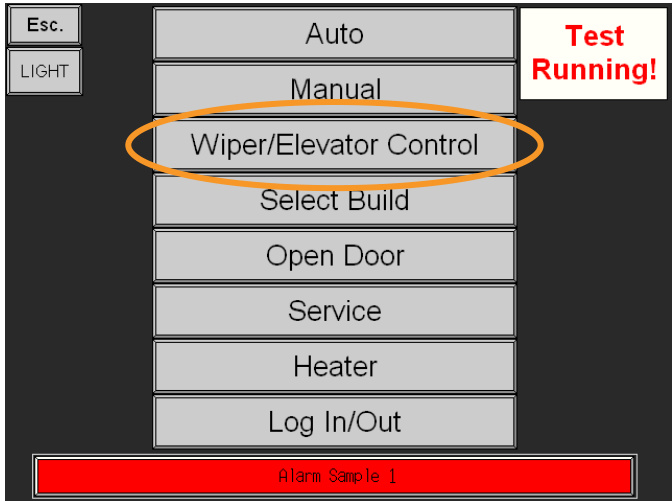 Esc.
LIGHT
Auto
Manual
Wiper/Elevator Control
Select Build
Open Door
Service
Heater
Log In/Out
Test
Running!
Alarm Sample 1